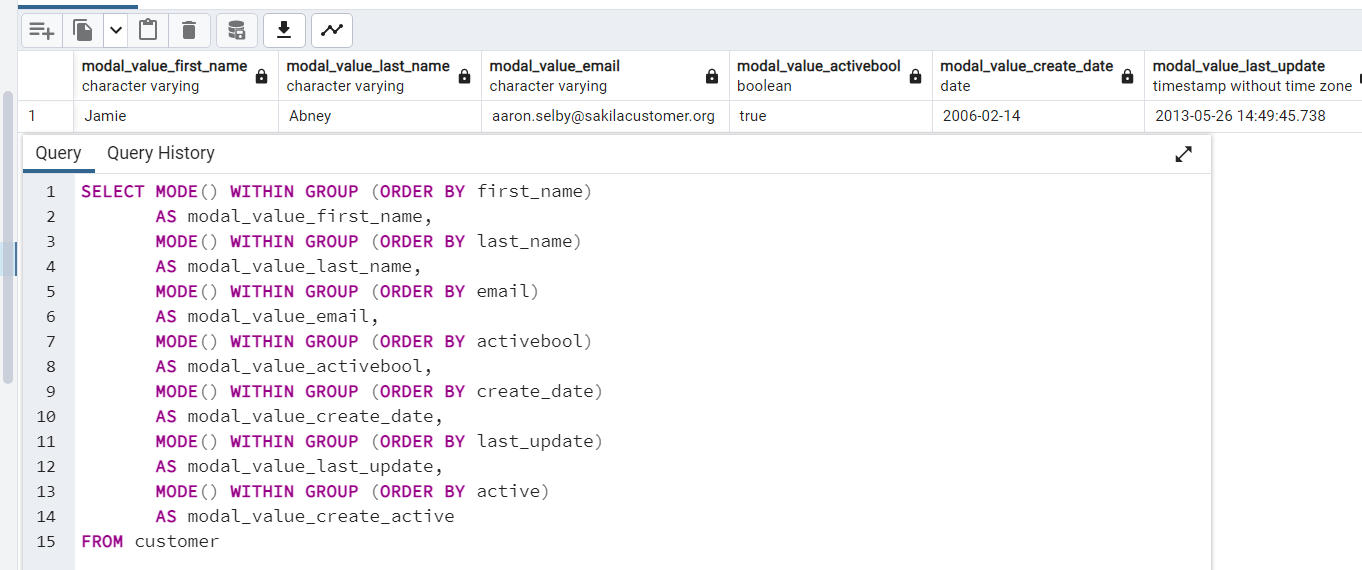 modal_value_first_name modal_value_last_name modal_value_email modal_value_activebool modal_value_create_date modal_value_last_update
character varying character varying character varying boolean date timestamp without time zone
1 Jamie Abney aaron.selby@sakilacustomer.org true 2006-02-14 2013-05-26 14:49:45.738
Query Query History
1 SELECT MODE() WITHIN GROUP (ORDER BY first_name)
2 AS modal_value_first_name,
3 MODE() WITHIN GROUP (ORDER BY last_name)
4 AS modal_value_last_name,
5 MODE() WITHIN GROUP (ORDER BY email)
6 AS modal_value_email,
7 MODE() WITHIN GROUP (ORDER BY activebool)
8 AS modal_value_activebool,
9 MODE() WITHIN GROUP (ORDER BY create_date)
10 AS modal_value_create_date,
11 MODE() WITHIN GROUP (ORDER BY last_update)
12 AS modal_value_last_update,
13 MODE() WITHIN GROUP (ORDER BY active)
14 AS modal_value_create_active
15 FROM customer